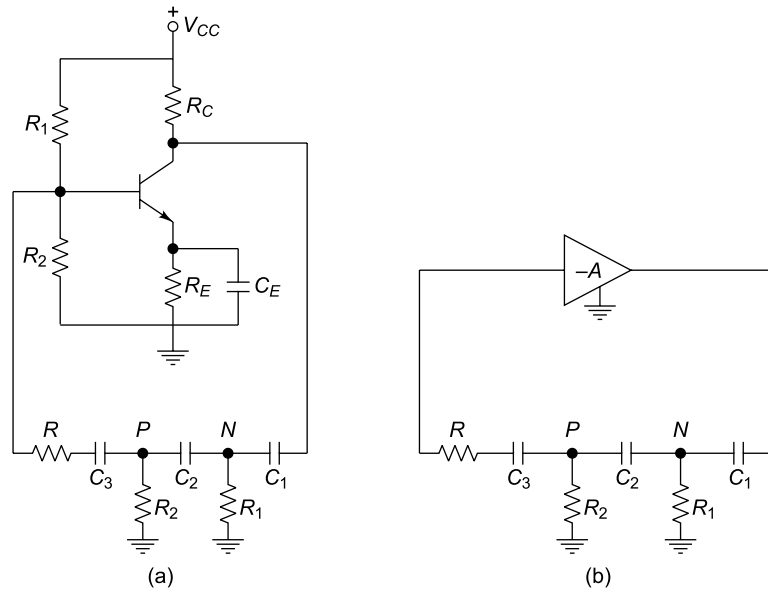 +
V_CC
R_1
R_C
R_2
R_E
C_E
R
C_3
P
C_2
N
C_1
R_2
R_1
(a)
–A
R
C_3
P
C_2
N
C_1
R_2
R_1
(b)